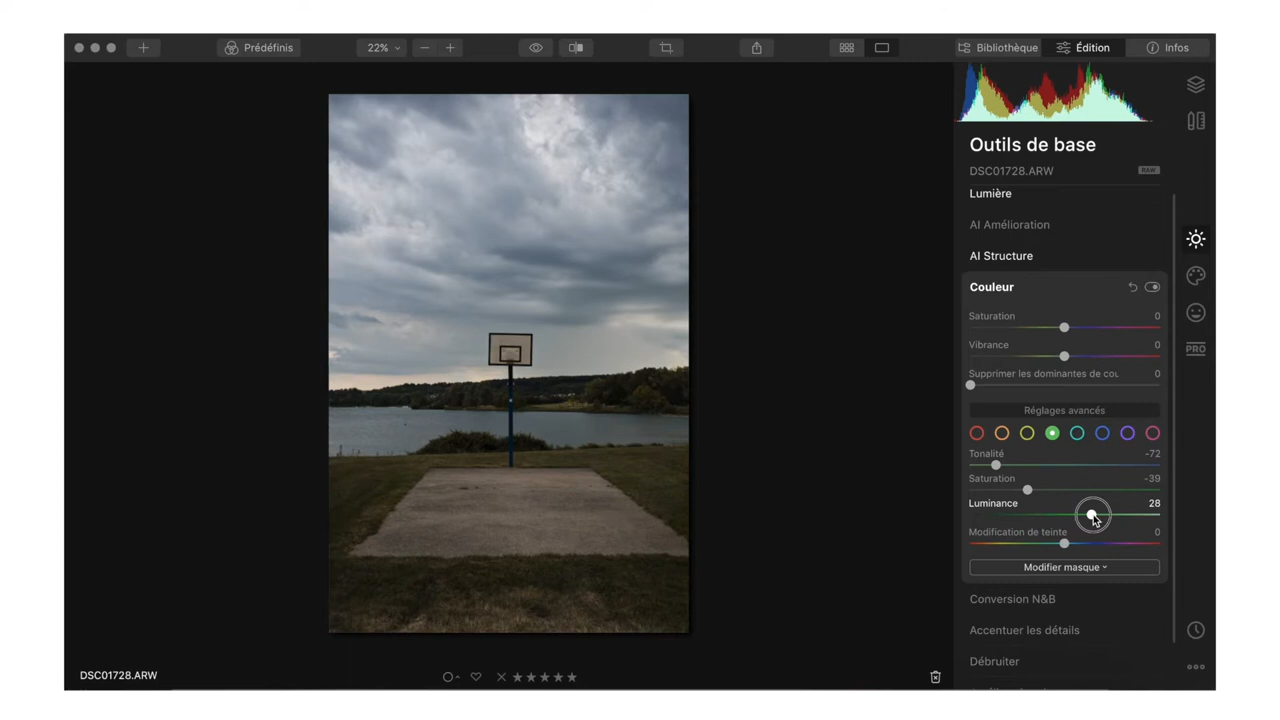 Prédéfinis
22%
Bibliothèque
Édition
Infos
Outils de base
DSC01728.ARW
RAW
Lumière
AI Amélioration
AI Structure
Couleur
Saturation 0
Vibrance 0
Supprimer les dominantes de cou 0
Réglages avancés
Tonalité -72
Saturation -39
Luminance 28
Modification de teinte 0
Modifier masque
Conversion N&B
Accentuer les détails
Débruiter
PRO
DSC01728.ARW